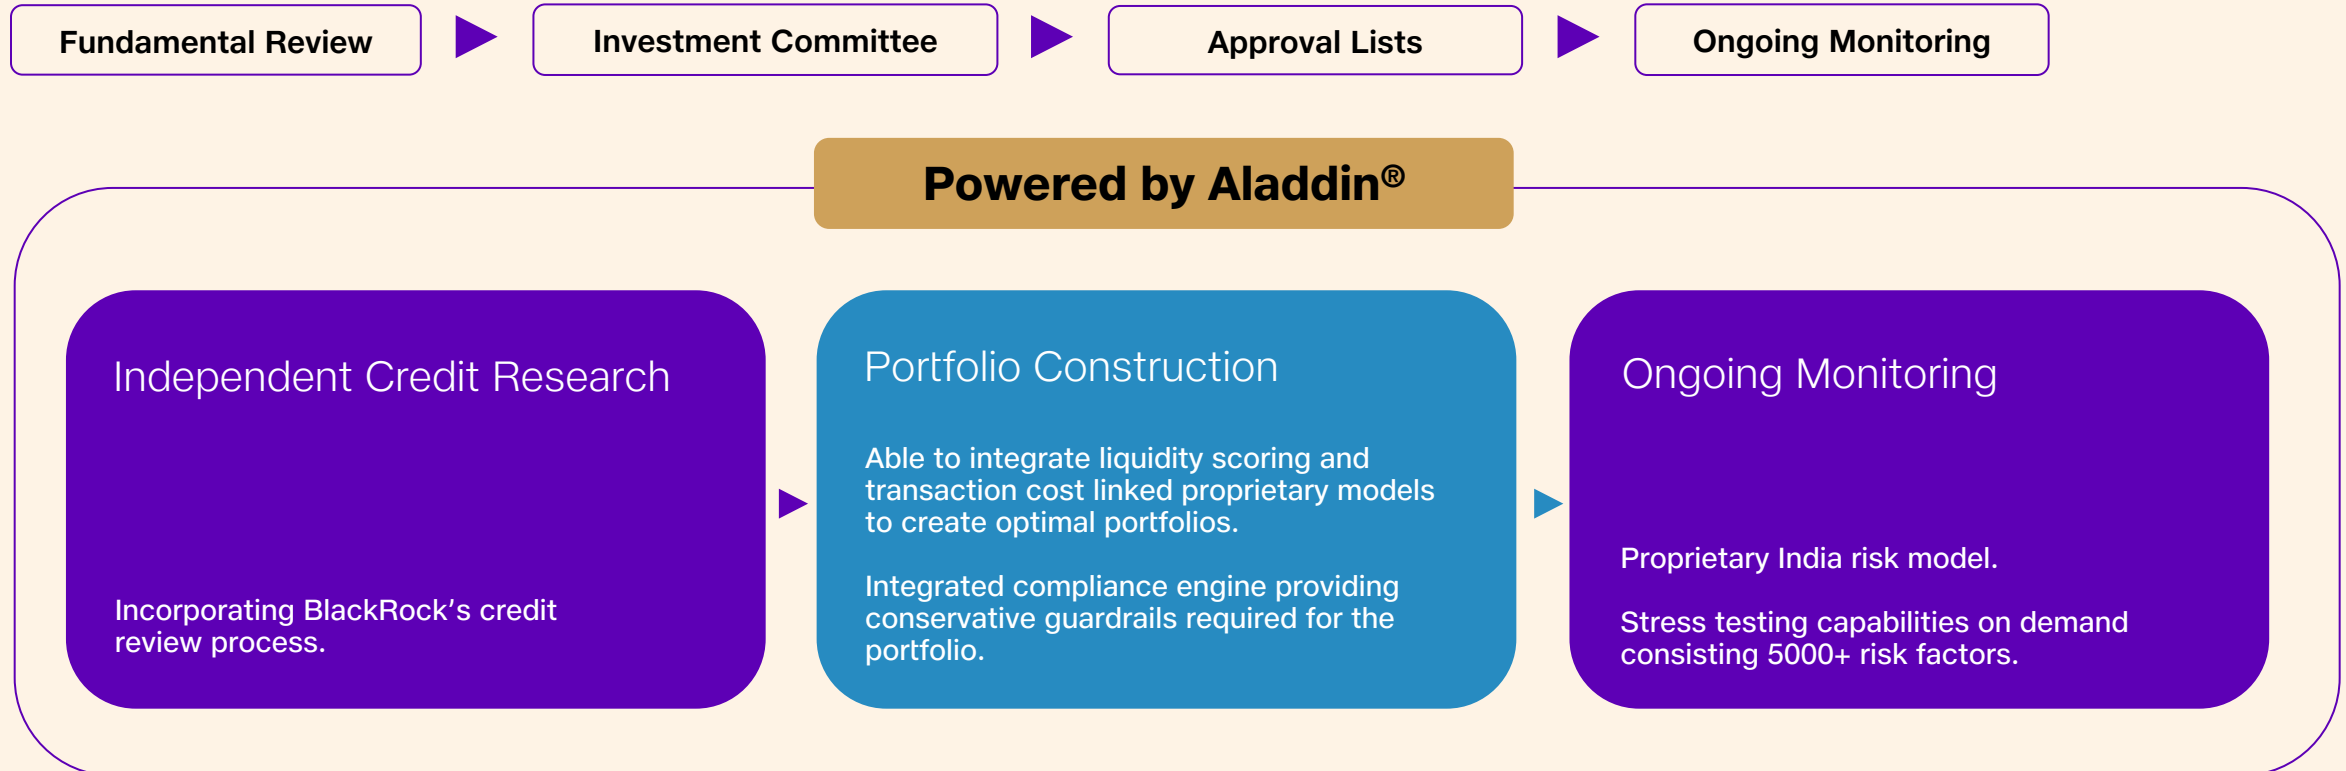 Fundamental Review
Investment Committee
Approval Lists
Ongoing Monitoring
Powered by Aladdin®
Independent Credit Research
Incorporating BlackRock’s credit
review process.
Portfolio Construction
Able to integrate liquidity scoring and
transaction cost linked proprietary models
to create optimal portfolios.
Integrated compliance engine providing
conservative guardrails required for the
portfolio.
Ongoing Monitoring
Proprietary India risk model.
Stress testing capabilities on demand
consisting 5000+ risk factors.